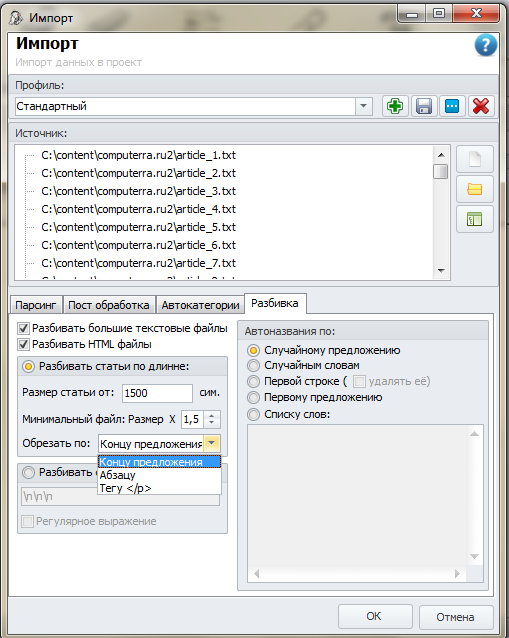 Импорт
Импорт
Импорт данных в проект
?
Профиль:
Стандартный
Источник:
C:\content\computerra.ru2\article_1.txt
C:\content\computerra.ru2\article_2.txt
C:\content\computerra.ru2\article_3.txt
C:\content\computerra.ru2\article_4.txt
C:\content\computerra.ru2\article_5.txt
C:\content\computerra.ru2\article_6.txt
C:\content\computerra.ru2\article_7.txt
Парсинг Пост обработка Автокатегории Разбивка
Разбивать большие текстовые файлы
Разбивать HTML файлы
Разбивать статьи по длинне:
Размер статьи от: 1500 сим.
Минимальный файл: Размер X 1,5
Обрезать по: Концу предложения
Концу предложения
Абзацу
Тегу </p>
Разбивать
\n\n\n
Регулярное выражение
Автоназвания по:
Случайному предложению
Случайным словам
Первой строке ( удалять её)
Первому предложению
Списку слов:
ОК Отмена